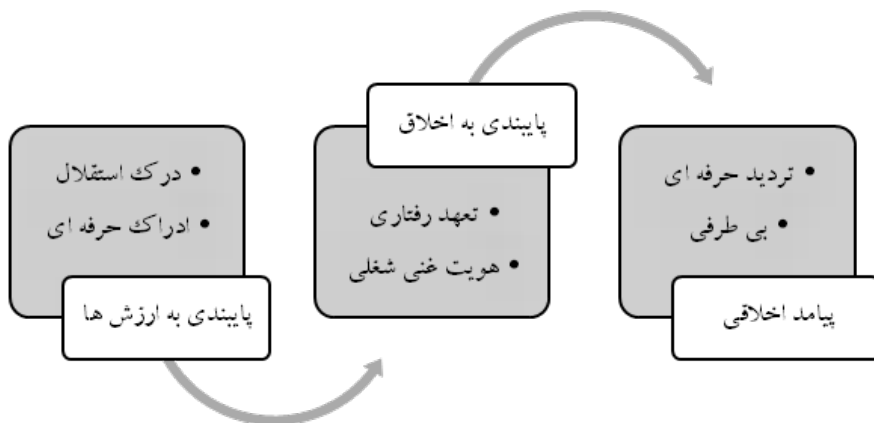 • درک استقلال
• ادراک حرفه ای
پایبندی به ارزش ها
پایبندی به اخلاق
• تعهد رفتاری
• هویت غنی شغلی
• تردید حرفه ای
• بی طرفی
پیامد اخلاقی